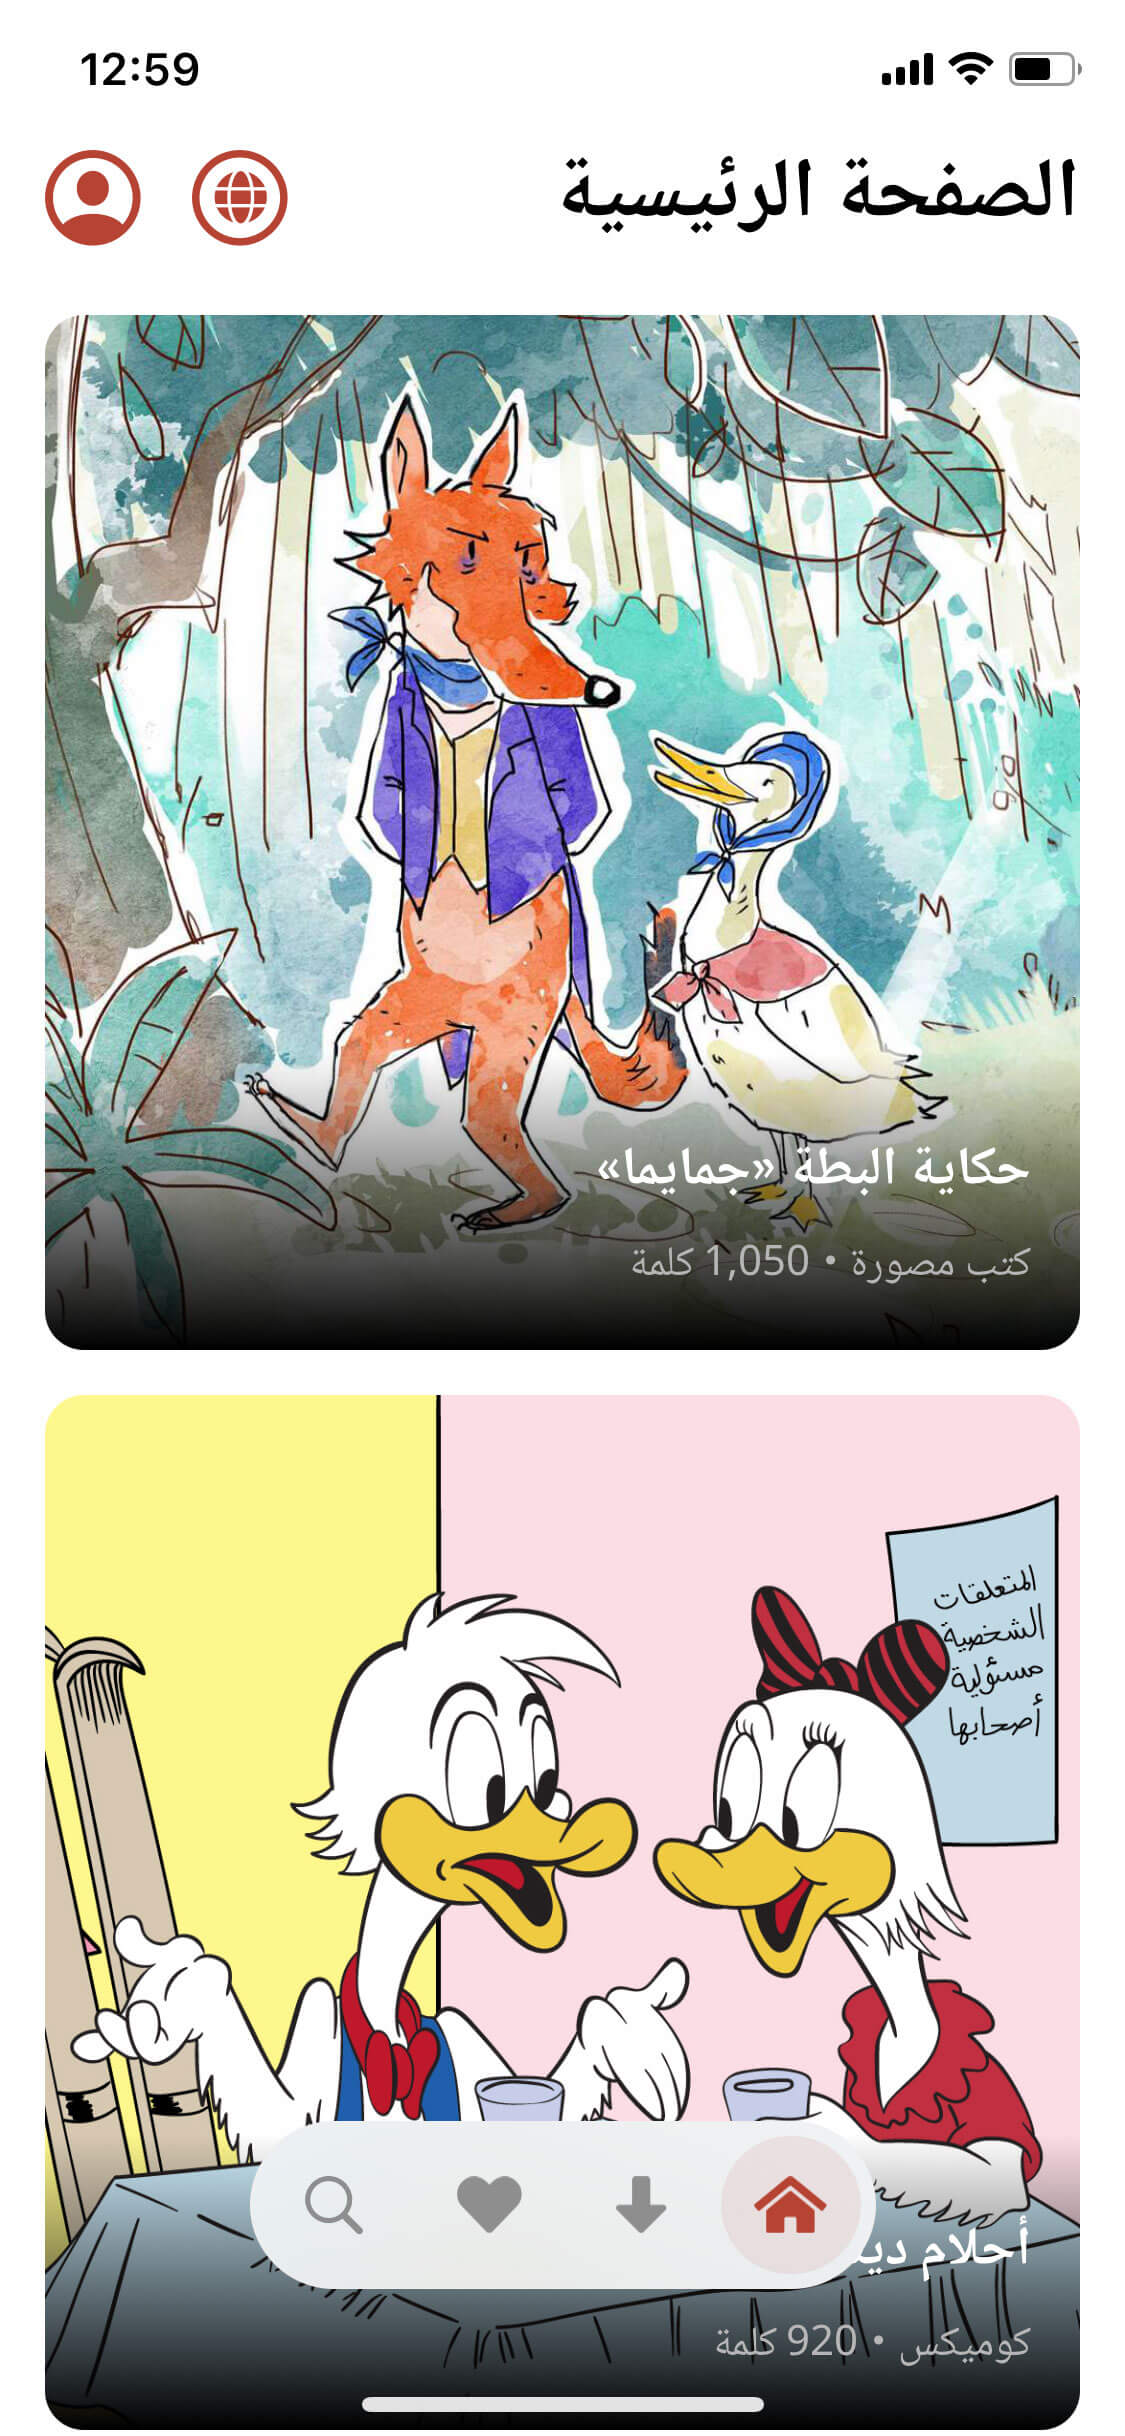 12:59
الصفحة الرئيسية
حكاية البطة «جمايما»
كتب مصورة • 1,050 كلمة
المتعلقات
الشخصية
مسئولية
أصحابها
أحلام
كوميكس • 920 كلمة